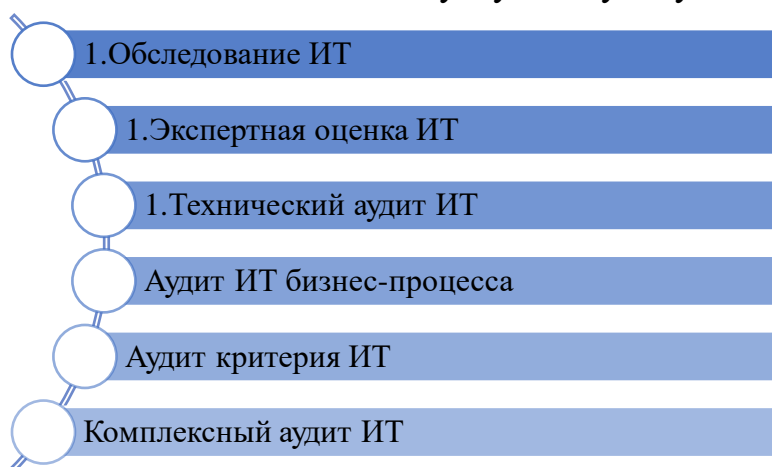 1.Обследование ИТ
1.Экспертная оценка ИТ
1.Технический аудит ИТ
Аудит ИТ бизнес-процесса
Аудит критерия ИТ
Комплексный аудит ИТ